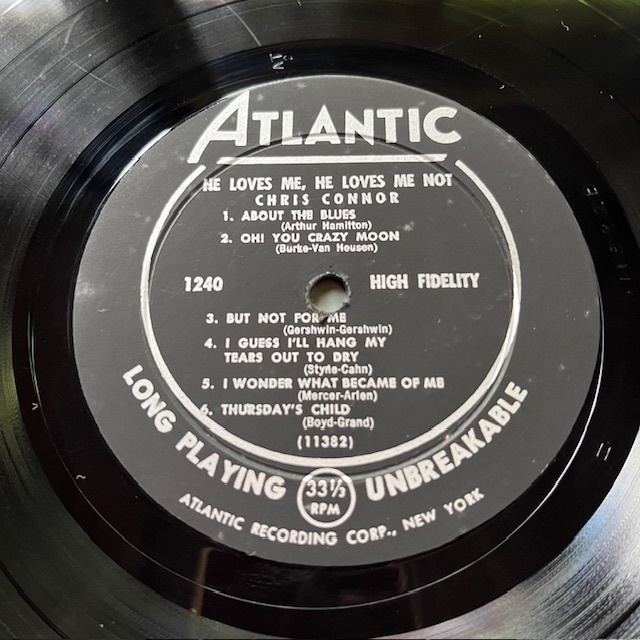 ATLANTIC
HE LOVES ME, HE LOVES ME NOT
CHRIS CONNOR
1. ABOUT THE BLUES
(Arthur Hamilton)
2. OH! YOU CRAZY MOON
(Burke-Van Heusen)
1240
HIGH FIDELITY
3. BUT NOT FOR ME
(Gershwin-Gershwin)
4. I GUESS I'LL HANG MY
TEARS OUT TO DRY
(Styne-Cahn)
5. I WONDER WHAT BECAME OF ME
(Mercer-Arlen)
6. THURSDAY'S CHILD
(Boyd-Grand)
(11382)
LONG PLAYING 33 1/3 RPM UNBREAKABLE
ATLANTIC RECORDING CORP., NEW YORK